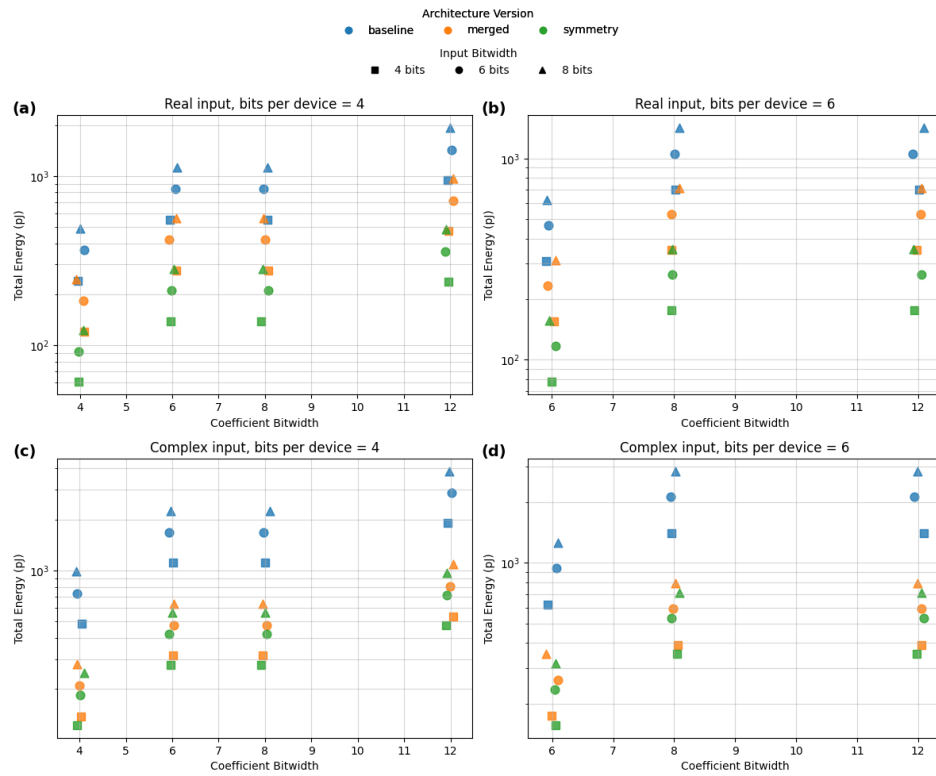 Architecture Version
baseline merged symmetry
Input Bitwidth
4 bits 6 bits 8 bits
(a) Real input, bits per device = 4
Total Energy (pJ)
10³
10²
4 5 6 7 8 9 10 11 12
Coefficient Bitwidth
(b) Real input, bits per device = 6
Total Energy (pJ)
10³
10²
6 7 8 9 10 11 12
Coefficient Bitwidth
(c) Complex input, bits per device = 4
Total Energy (pJ)
10³
4 5 6 7 8 9 10 11 12
Coefficient Bitwidth
(d) Complex input, bits per device = 6
Total Energy (pJ)
10³
6 7 8 9 10 11 12
Coefficient Bitwidth